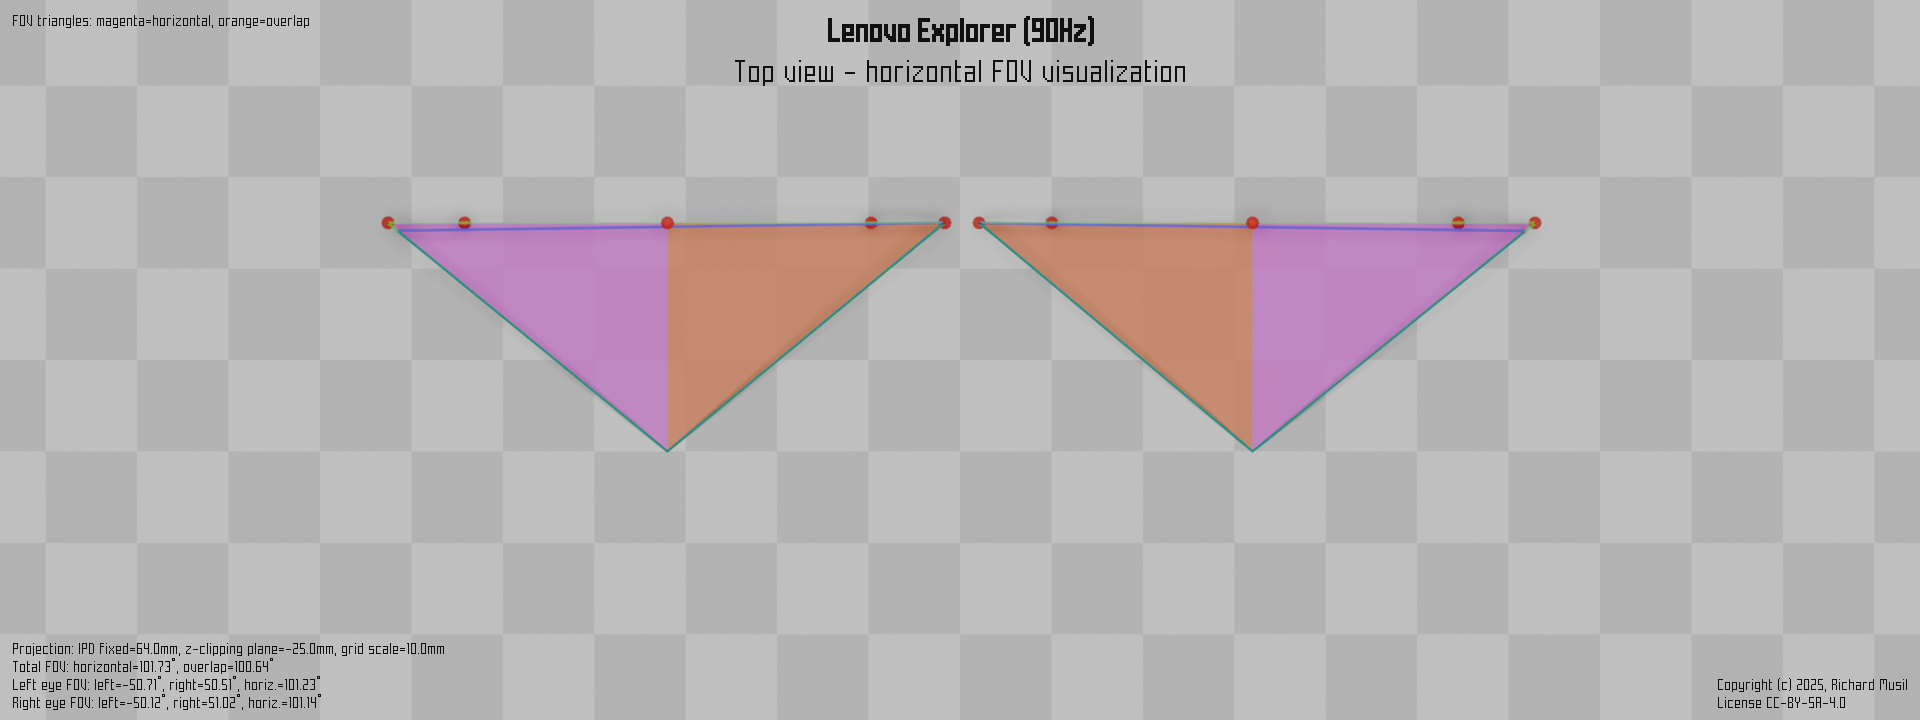 FOV triangles: magenta=horizontal, orange=overlap
Lenovo Explorer (90Hz)
Top view - horizontal FOV visualization
Projection: IPD fixed=64.0mm, z-clipping plane=-25.0mm, grid scale=10.0mm
Total FOV: horizontal=101.73°, overlap=100.64°
Left eye FOV: left=-50.71°, right=50.51°, horiz.=101.23°
Right eye FOV: left=-50.12°, right=51.02°, horiz.=101.14°
Copyright (c) 2025, Richard Musil
License CC-BY-SA-4.0